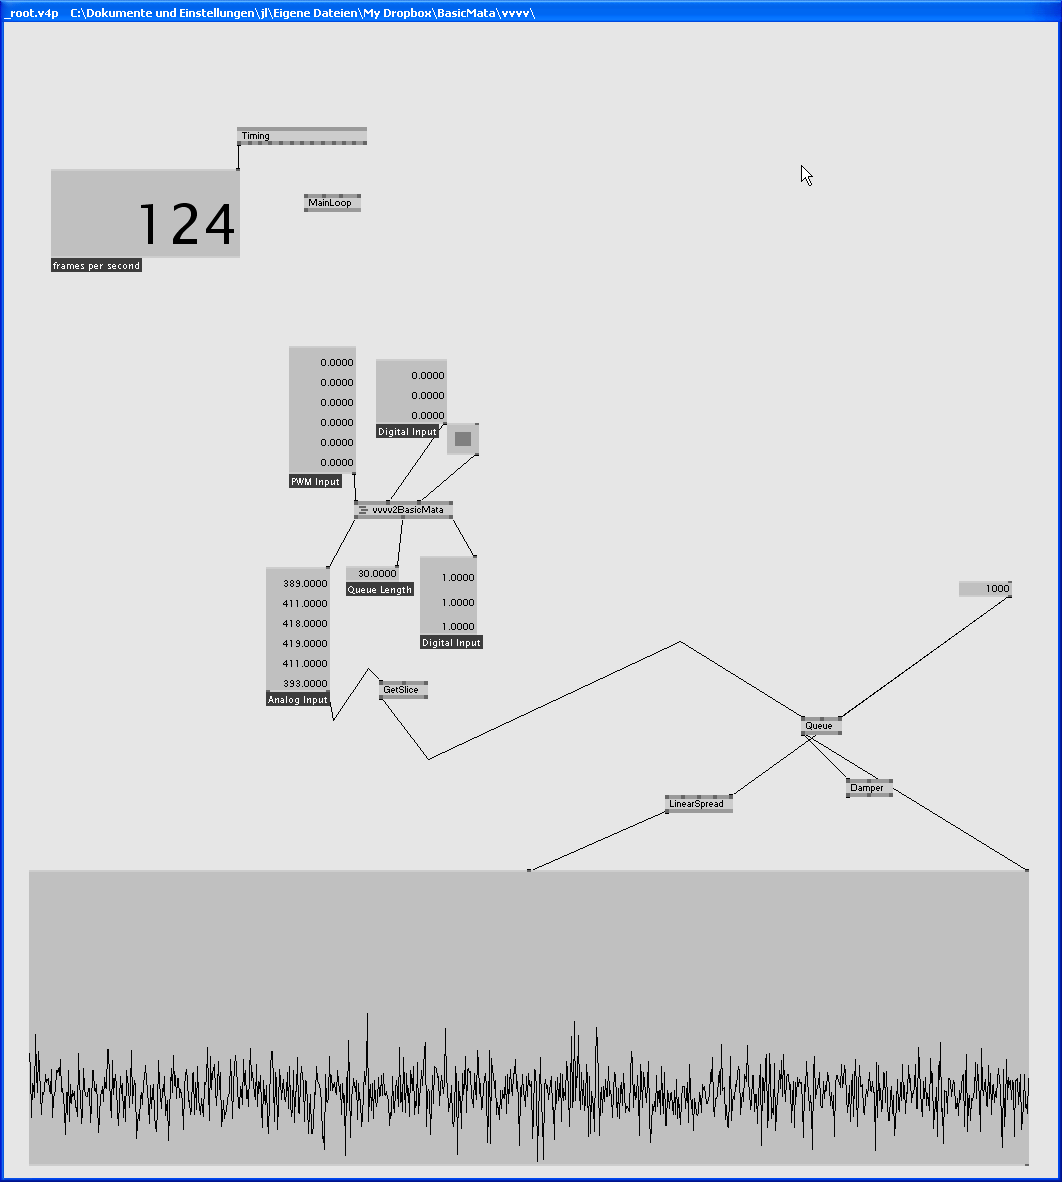 _root.v4p   C:\Dokumente und Einstellungen\jl\Eigene Dateien\My Dropbox\BasicMata\vvvv\
Timing
MainLoop
124
frames per second
0.0000
0.0000
0.0000
0.0000
0.0000
0.0000
PWM Input
0.0000
0.0000
0.0000
Digital Input
vvvv2BasicMata
389.0000
411.0000
418.0000
419.0000
411.0000
393.0000
Analog Input
30.0000
Queue Length
1.0000
1.0000
1.0000
Digital Input
1000
GetSlice
Queue
Damper
LinearSpread